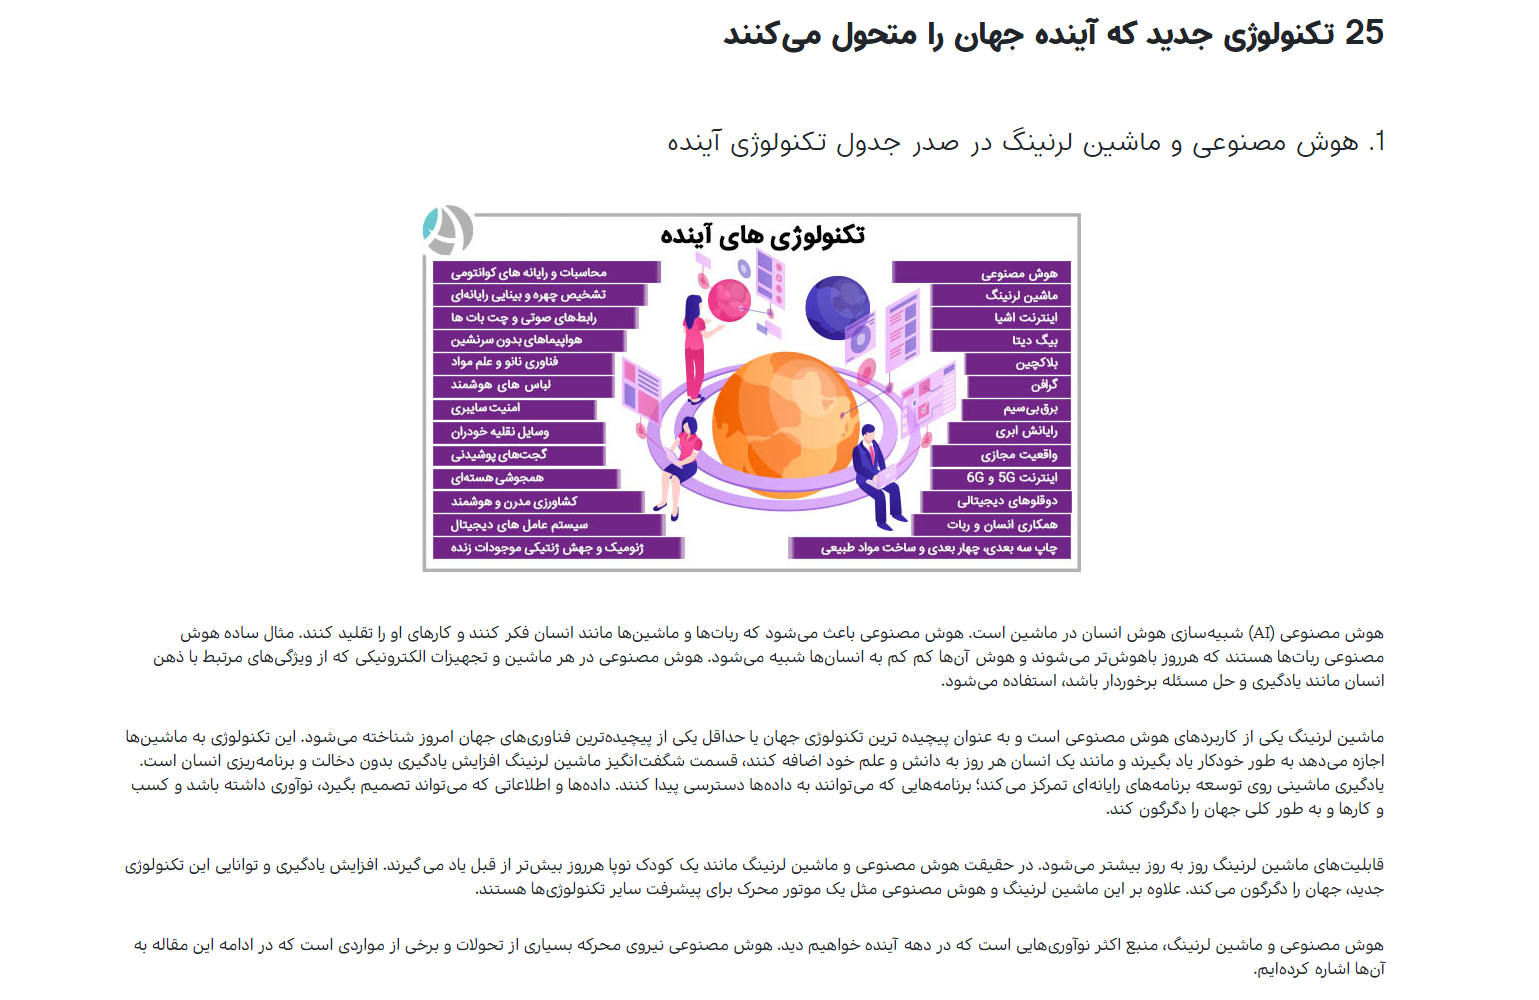 25 تکنولوژی جدید که آینده جهان را متحول می‌کنند
1. هوش مصنوعی و ماشین لرنینگ در صدر جدول تکنولوژی آینده
تکنولوژی های آینده
هوش مصنوعی
ماشین لرنینگ
اینترنت اشیا
بیگ دیتا
بلاکچین
گرافن
برق‌بی‌سیم
رایانش ابری
واقعیت مجازی
اینترنت 5G و 6G
دوقلوهای دیجیتالی
همکاری انسان و ربات
چاپ سه بعدی، چهار بعدی و ساخت مواد طبیعی
محاسبات و رایانه های کوانتومی
تشخیص چهره و بینایی رایانه‌ای
رابط‌های صوتی و چت بات ها
هواپیماهای بدون سرنشین
فناوری نانو و علم مواد
لباس های هوشمند
امنیت سایبری
وسایل نقلیه خودران
گجت‌های پوشیدنی
همجوشی هسته‌ای
کشاورزی مدرن و هوشمند
سیستم عامل های دیجیتال
ژنومیک و جهش ژنتیکی موجودات زنده
هوش مصنوعی (AI) شبیه‌سازی هوش انسان در ماشین است. هوش مصنوعی باعث می‌شود که ربات‌ها و ماشین‌ها مانند انسان فکر کنند و کارهای او را تقلید کنند. مثال ساده هوش
مصنوعی ربات‌ها هستند که هرروز باهوش‌تر می‌شوند و هوش آن‌ها کم کم به انسان‌ها شبیه می‌شود. هوش مصنوعی در هر ماشین و تجهیزات الکترونیکی که از ویژگی‌های مرتبط با ذهن
انسان مانند یادگیری و حل مسئله برخوردار باشد، استفاده می‌شود.
ماشین لرنینگ یکی از کاربردهای هوش مصنوعی است و به عنوان پیچیده ترین تکنولوژی جهان یا حداقل یکی از پیچیده‌ترین فناوری‌های جهان امروز شناخته می‌شود. این تکنولوژی به ماشین‌ها
اجازه می‌دهد به طور خودکار یاد بگیرند و مانند یک انسان هر روز به دانش و علم خود اضافه کنند، قسمت شگفت‌انگیز ماشین لرنینگ افزایش یادگیری بدون دخالت و برنامه‌ریزی انسان است.
یادگیری ماشینی روی توسعه برنامه‌های رایانه‌ای تمرکز می‌کند؛ برنامه‌هایی که می‌توانند به داده‌ها دسترسی پیدا کنند. داده‌ها و اطلاعاتی که می‌تواند تصمیم بگیرد، نوآوری داشته باشد و کسب
و کارها و به طور کلی جهان را دگرگون کند.
قابلیت‌های ماشین لرنینگ روز به روز بیشتر می‌شود. در حقیقت هوش مصنوعی و ماشین لرنینگ مانند یک کودک نوپا هرروز بیش‌تر از قبل یاد می‌گیرند. افزایش یادگیری و توانایی این تکنولوژی
جدید، جهان را دگرگون می‌کند. علاوه بر این ماشین لرنینگ و هوش مصنوعی مثل یک موتور محرک برای پیشرفت سایر تکنولوژی‌ها هستند.
هوش مصنوعی و ماشین لرنینگ، منبع اکثر نوآوری‌هایی است که در دهه آینده خواهیم دید. هوش مصنوعی نیروی محرکه بسیاری از تحولات و برخی از مواردی است که در ادامه این مقاله به
آن‌ها اشاره کرده‌ایم.